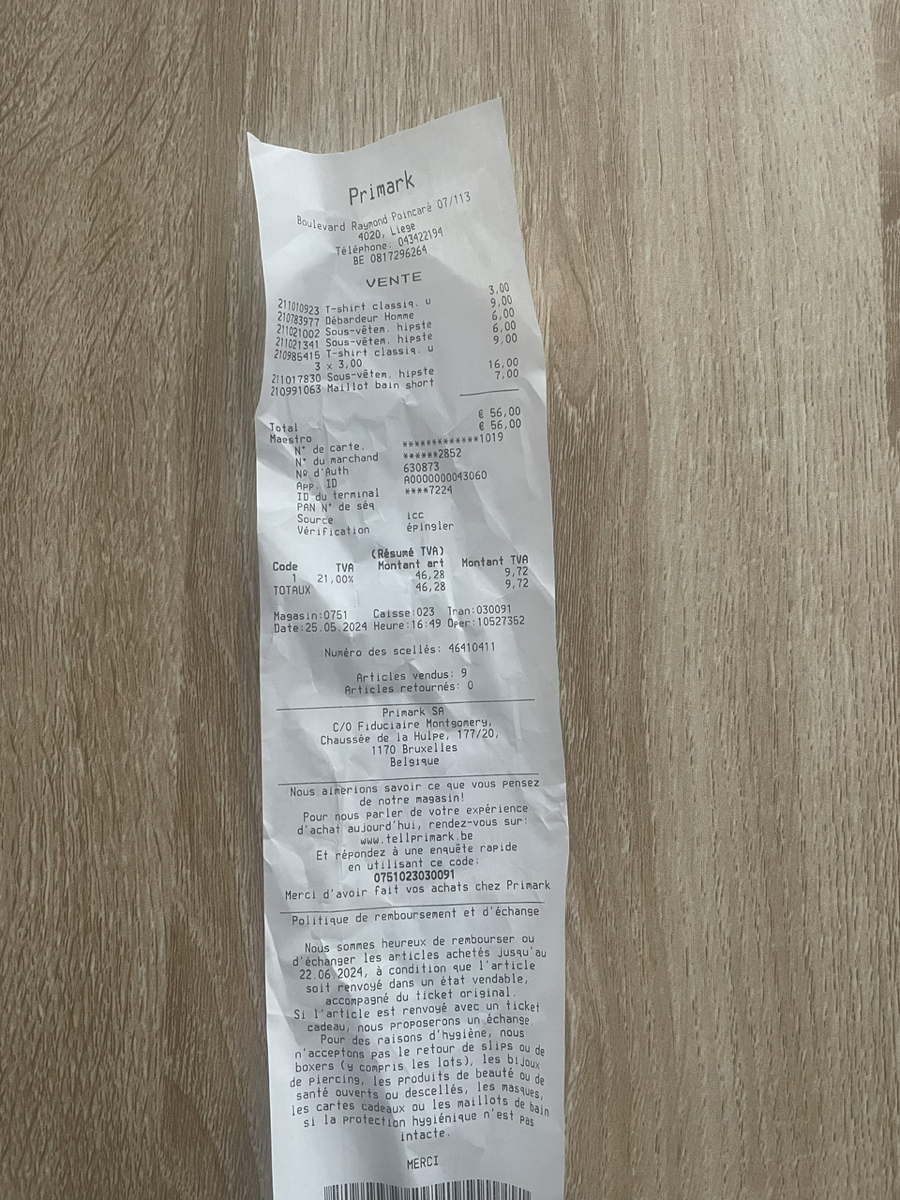 Primark
Boulevard Raymond Poincaré 07/113
4020, Liege
Téléphone: 043422194
BE 0817296264
VENTE
211010923 T-shirt classiq. u 3,00
210783977 Débardeur Homme 9,00
211021002 Sous-vêtem. hipste 6,00
211021341 Sous-vêtem. hipste 6,00
210985415 T-shirt classiq. u 9,00
3 x 3,00
211017830 Sous-vêtem. hipste 16,00
210991063 Maillot bain short 7,00
Total € 56,00
Maestro € 56,00
N° de carte. *************1019
N° du marchand ******2852
Nº d'Auth 630873
App. ID A0000000043060
ID du terminal ****7224
PAN N° de séq
Source icc
Vérification épingler
(Résumé TVA)
Code TVA Montant art Montant TVA
1 21,00% 46,28 9,72
TOTAUX 46,28 9,72
Magasin:0751 Caisse:023 Tran:030091
Date:25.05.2024 Heure:16:49 Oper:10527352
Numéro des scellés: 46410411
Articles vendus: 9
Articles retournés: 0
Primark SA
C/O Fiduciaire Montgomery,
Chaussée de la Hulpe, 177/20,
1170 Bruxelles
Belgique
Nous aimerions savoir ce que vous pensez
de notre magasin!
Pour nous parler de votre expérience
d'achat aujourd'hui, rendez-vous sur:
www.tellprimark.be
Et répondez à une enquête rapide
en utilisant ce code:
0751023030091
Merci d'avoir fait vos achats chez Primark
Politique de remboursement et d'échange
Nous sommes heureux de rembourser ou
d'échanger les articles achetés jusqu'au
22.06.2024, à condition que l'article
soit renvoyé dans un état vendable,
accompagné du ticket original.
Si l'article est renvoyé avec un ticket
cadeau, nous proposerons un échange.
Pour des raisons d'hygiène, nous
n'acceptons pas le retour de slips ou de
boxers (y compris les lots), les bijoux
de piercing, les produits de beauté ou de
santé ouverts ou descellés, les masques,
les cartes cadeaux ou les maillots de bain
si la protection hygiénique n'est pas
intacte.
MERCI